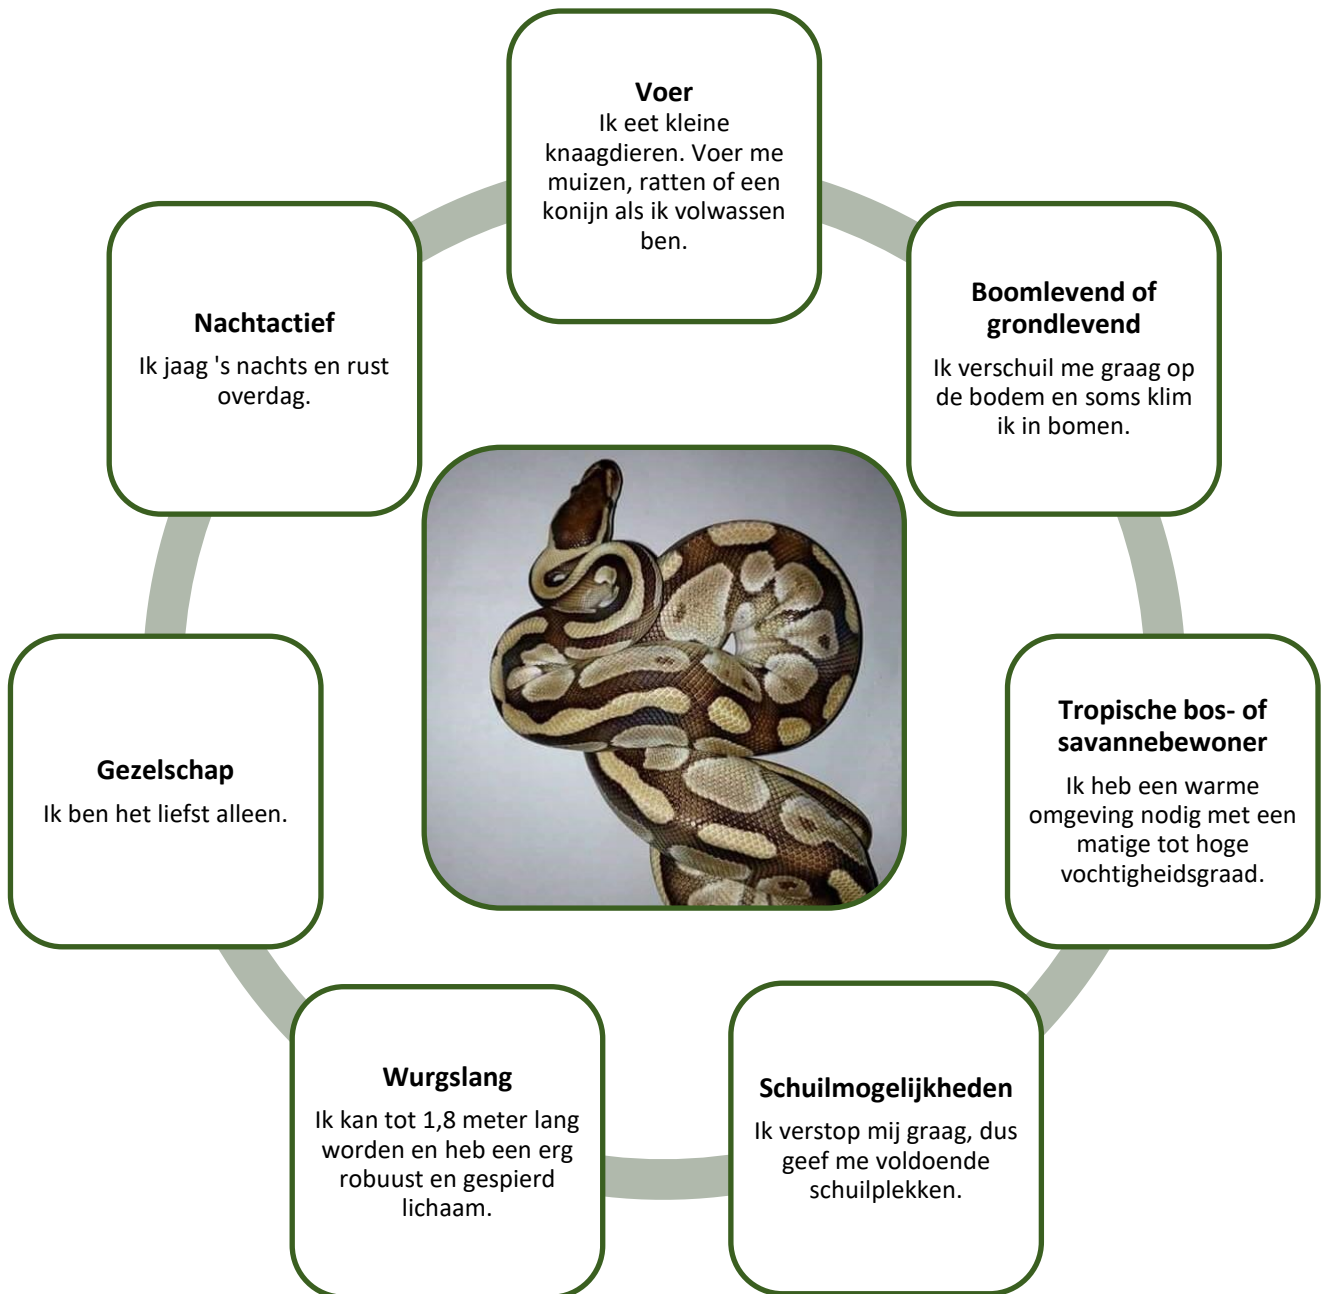 Voer
Ik eet kleine
knaagdieren. Voer me
muizen, ratten of een
konijn als ik volwassen
ben.
Boomlevend of
grondlevend
Ik verschuil me graag op
de bodem en soms klim
ik in bomen.
Tropische bos- of
savannebewoner
Ik heb een warme
omgeving nodig met een
matige tot hoge
vochtigheidsgraad.
Schuilmogelijkheden
Ik verstop mij graag, dus
geef me voldoende
schuilplekken.
Wurgslang
Ik kan tot 1,8 meter lang
worden en heb een erg
robuust en gespierd
lichaam.
Gezelschap
Ik ben het liefst alleen.
Nachtactief
Ik jaag 's nachts en rust
overdag.